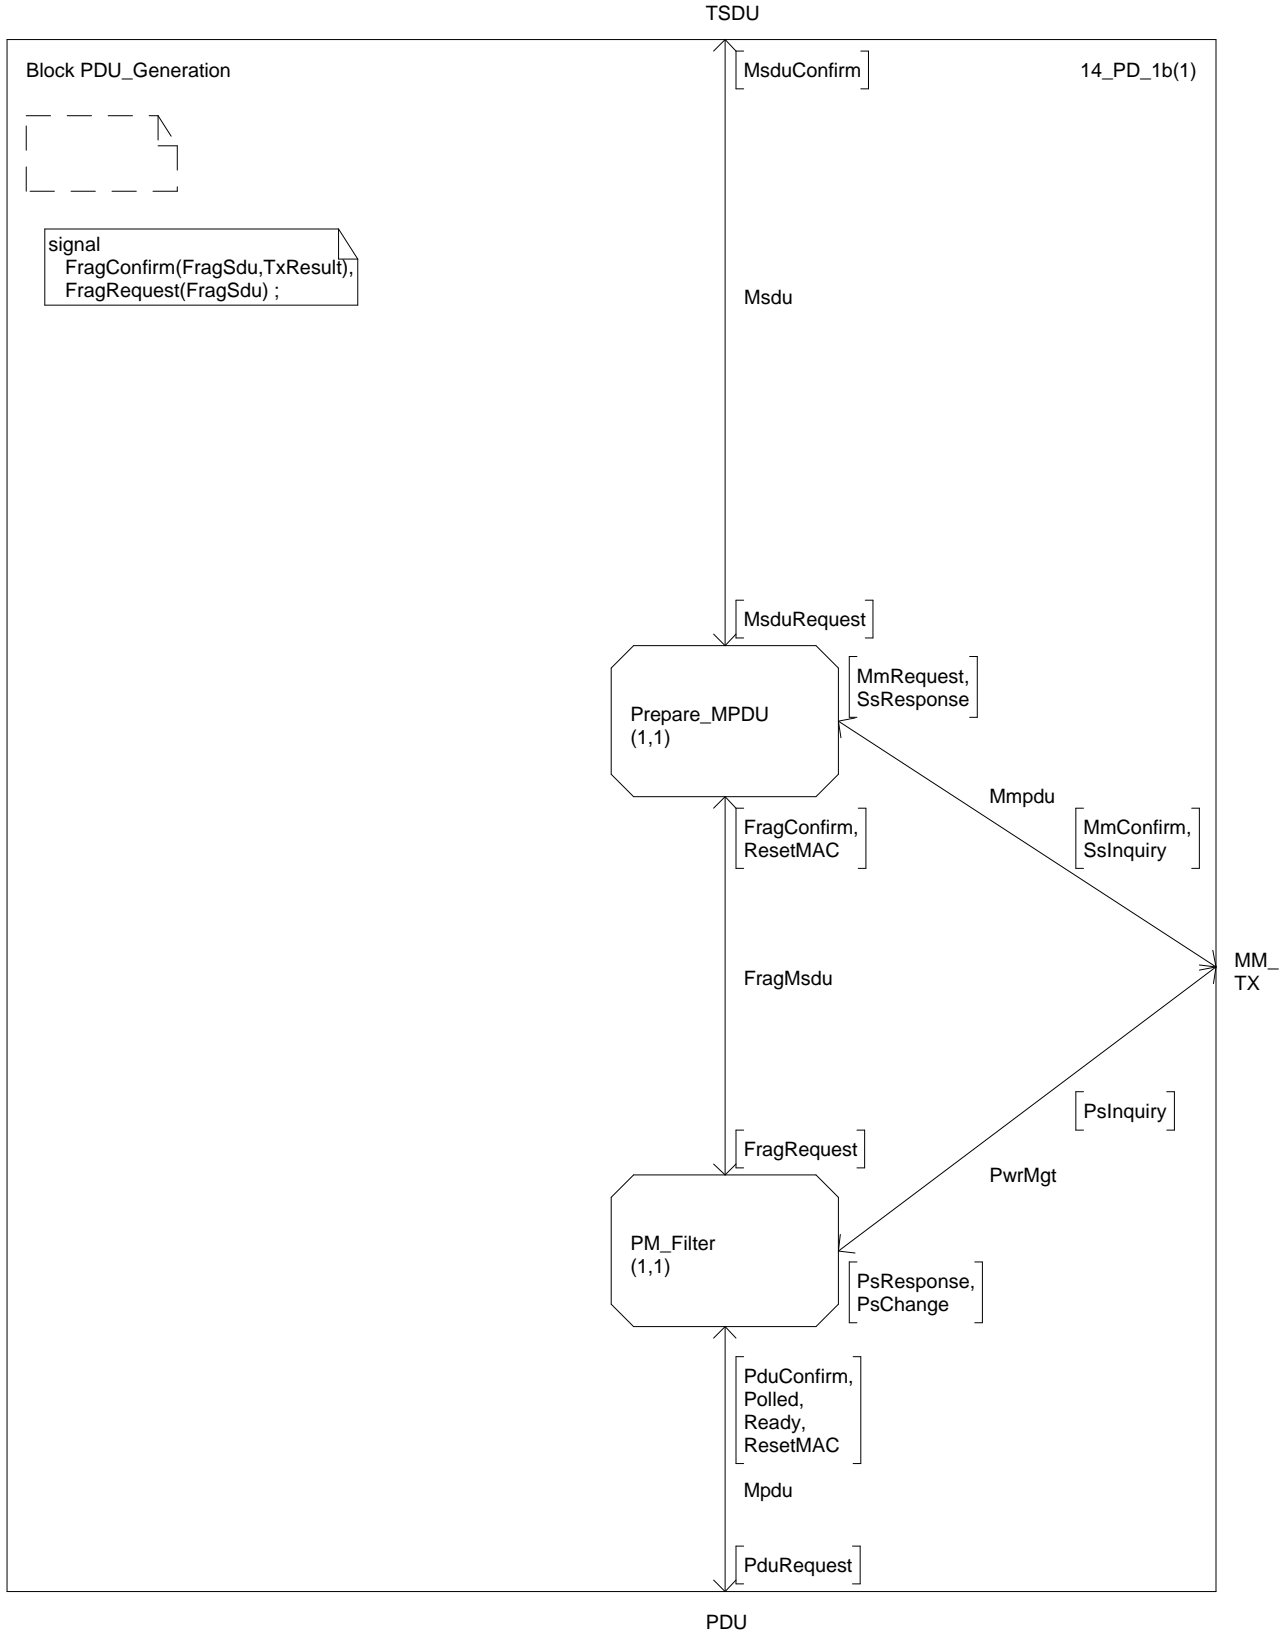 TSDU
Block PDU_Generation
MsduConfirm
14_PD_1b(1)
signal
FragConfirm(FragSdu,TxResult),
FragRequest(FragSdu) ;
Msdu
MsduRequest
MmRequest,
SsResponse
Prepare_MPDU
(1,1)
Mmpdu
FragConfirm,
ResetMAC
MmConfirm,
SsInquiry
MM_
TX
FragMsdu
PsInquiry
FragRequest
PwrMgt
PM_Filter
(1,1)
PsResponse,
PsChange
PduConfirm,
Polled,
Ready,
ResetMAC
Mpdu
PduRequest
PDU